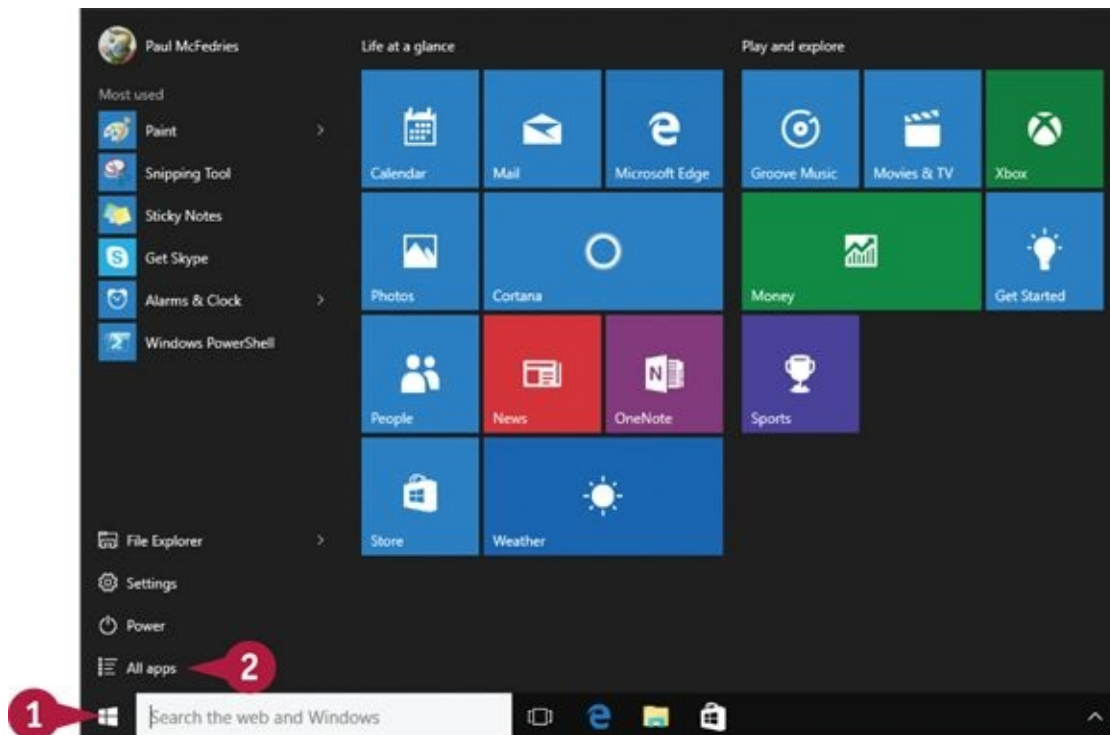 Paul McFedries
Most used
Paint
Snipping Tool
Sticky Notes
Get Skype
Alarms & Clock
Windows PowerShell
File Explorer
Settings
Power
All apps
2
1
Search the web and Windows
Life at a glance
Calendar
Mail
Microsoft Edge
Photos
Cortana
People
News
OneNote
Store
Weather
Play and explore
Groove Music
Movies & TV
Xbox
Money
Get Started
Sports